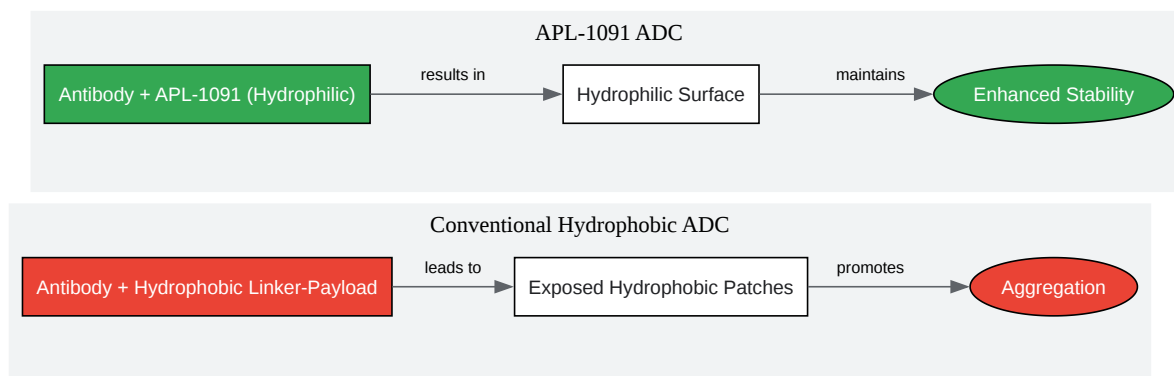 APL-1091 ADC
Antibody + APL-1091 (Hydrophilic)
results in
Hydrophilic Surface
maintains
Enhanced Stability
Conventional Hydrophobic ADC
Antibody + Hydrophobic Linker-Payload
leads to
Exposed Hydrophobic Patches
promotes
Aggregation